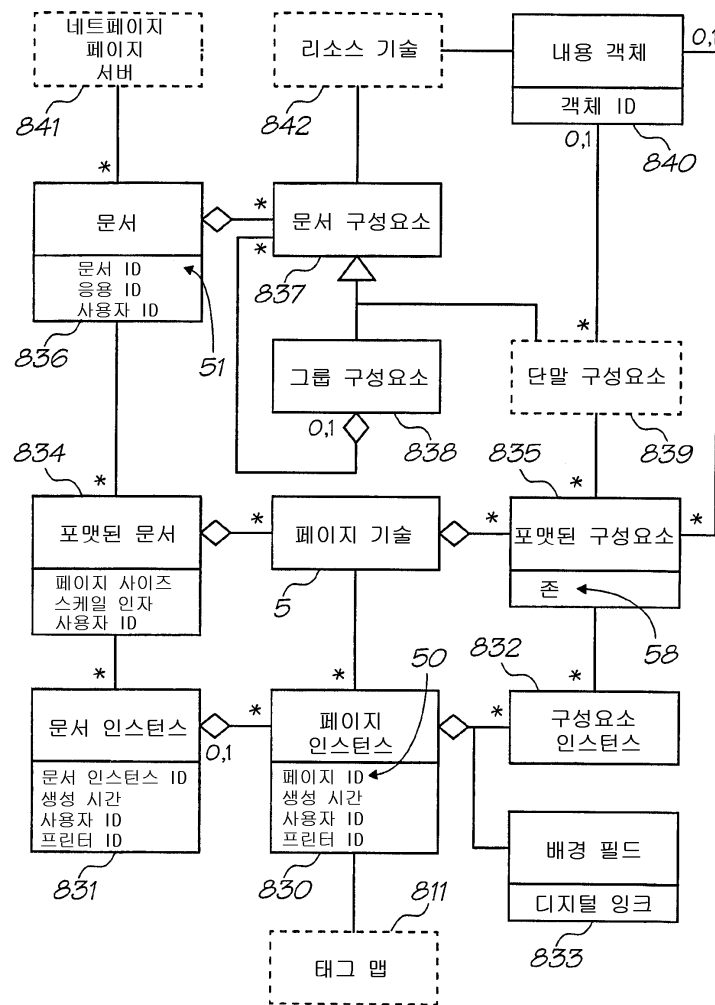 네트페이지
페이지
서버
841
리소스 기술
842
내용 객체
객체 ID
0,1
840
0,1
*
문서
문서 ID
응용 ID
사용자 ID
836
51
*
*
문서 구성요소
837
그룹 구성요소
0,1
838
*
단말 구성요소
839
834
*
포맷된 문서
페이지 사이즈
스케일 인자
사용자 ID
*
페이지 기술
5
835
*
*
*
포맷된 구성요소
존
58
*
문서 인스턴스
0,1
문서 인스턴스 ID
생성 시간
사용자 ID
프린터 ID
831
*
*
50
페이지
인스턴스
페이지 ID
생성 시간
사용자 ID
프린터 ID
830
832
*
*
구성요소
인스턴스
배경 필드
디지털 잉크
833
811
태그 맵